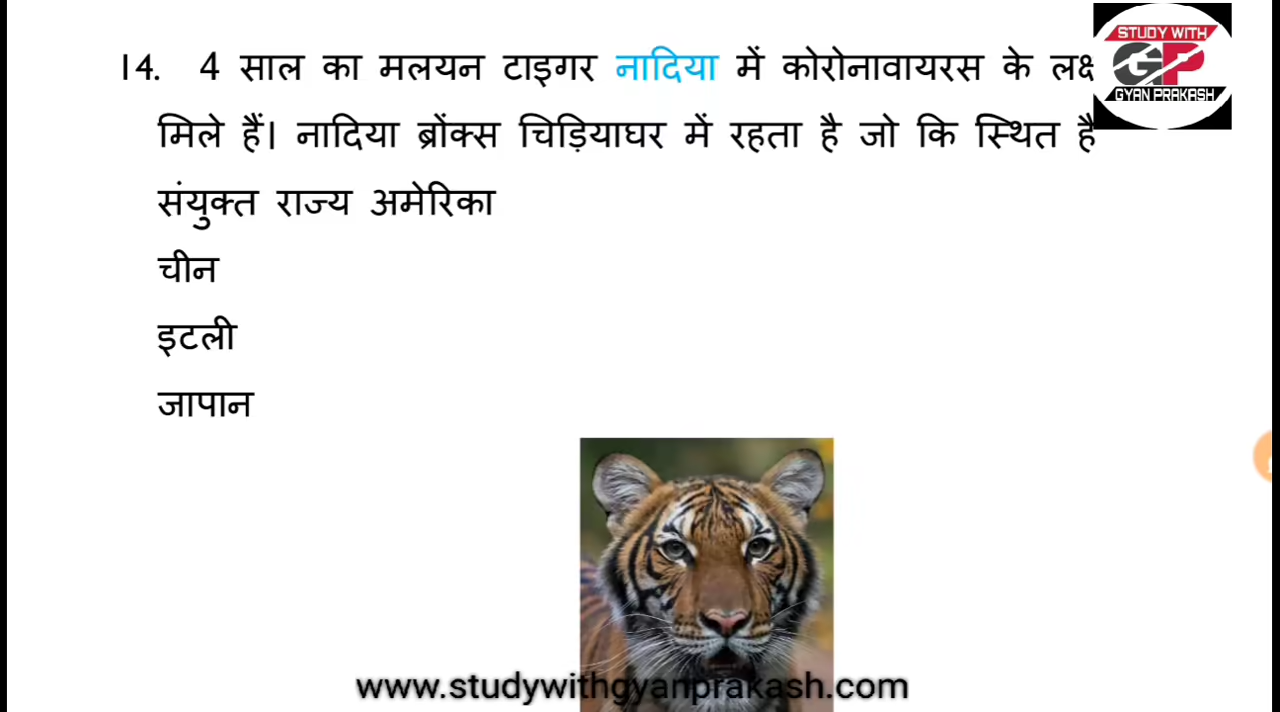 14. 4 साल का मलयन टाइगर नादिया में कोरोनावायरस के लक्ष
मिले हैं। नादिया ब्रोंक्स चिड़ियाघर में रहता है जो कि स्थित है
संयुक्त राज्य अमेरिका
चीन
इटली
जापान
STUDY WITH
GP
GYAN PRAKASH
www.studywithgyanprakash.com